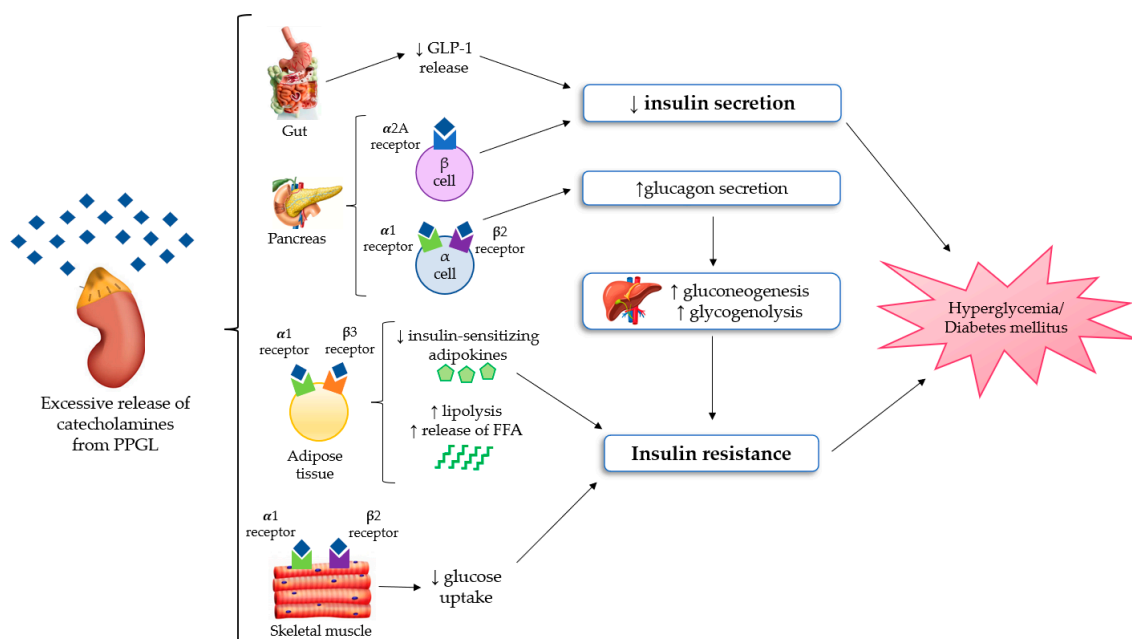 Excessive release of
catecholamines
from PPGL
Gut
↓ GLP-1
release
Pancreas
α2A
receptor
β
cell
α1
receptor
β2
receptor
α
cell
α1
receptor
β3
receptor
Adipose
tissue
↓ insulin-sensitizing
adipokines
↑ lipolysis
↑ release of FFA
α1
receptor
β2
receptor
Skeletal muscle
↓ glucose
uptake
↓ insulin secretion
↑glucagon secretion
↑ gluconeogenesis
↑ glycogenolysis
Insulin resistance
Hyperglycemia/
Diabetes mellitus